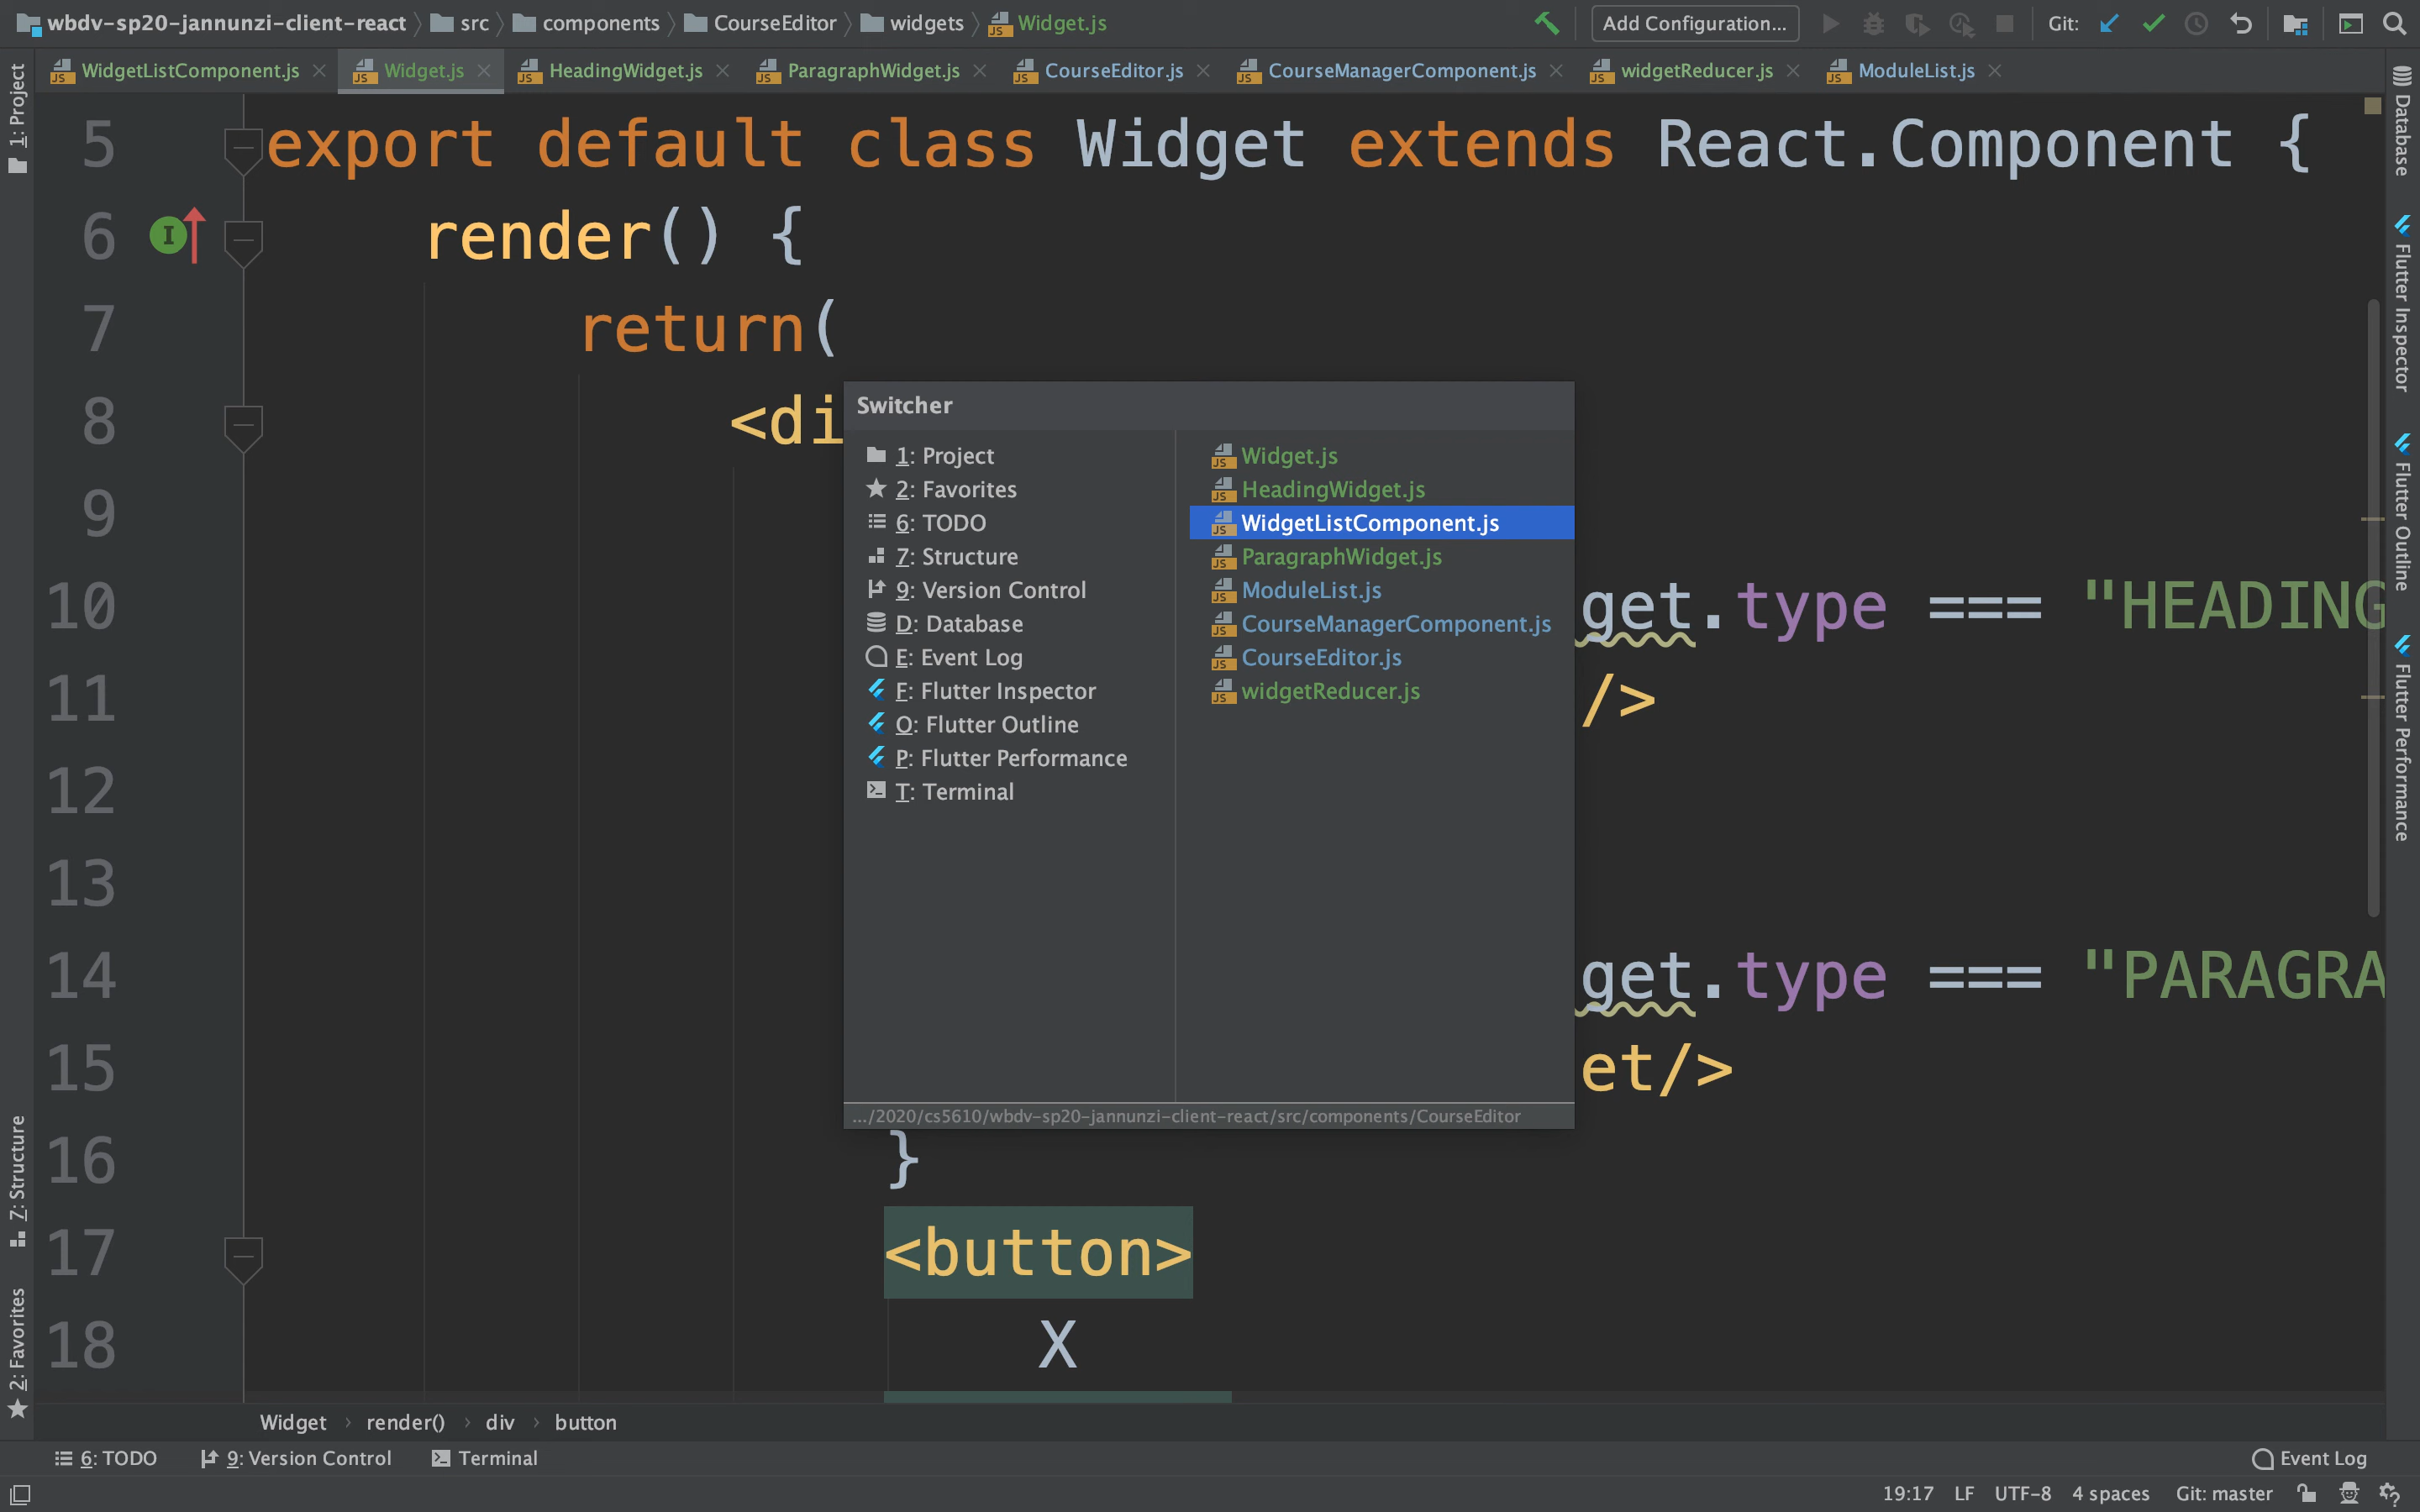 wbdv-sp20-jannunzi-client-react src components CourseEditor widgets Widget.js Add Configuration... Git:
WidgetListComponent.js Widget.js HeadingWidget.js ParagraphWidget.js CourseEditor.js CourseManagerComponent.js widgetReducer.js ModuleList.js
1: Project
7: Structure
2: Favorites
5 export default class Widget extends React.Component {
6 render() {
7 return(
8 <di
9
10 get.type === "HEADING
11 />
12
13
14 get.type === "PARAGRA
15 et/>
16 }
17 <button>
18 X
Switcher
1: Project
2: Favorites
6: TODO
7: Structure
9: Version Control
D: Database
E: Event Log
F: Flutter Inspector
O: Flutter Outline
P: Flutter Performance
T: Terminal
Widget.js
HeadingWidget.js
WidgetListComponent.js
ParagraphWidget.js
ModuleList.js
CourseManagerComponent.js
CourseEditor.js
widgetReducer.js
.../2020/cs5610/wbdv-sp20-jannunzi-client-react/src/components/CourseEditor
Database
Flutter Inspector
Flutter Outline
Flutter Performance
Widget render() div button
6: TODO 9: Version Control Terminal Event Log
19:17 LF UTF-8 4 spaces Git: master